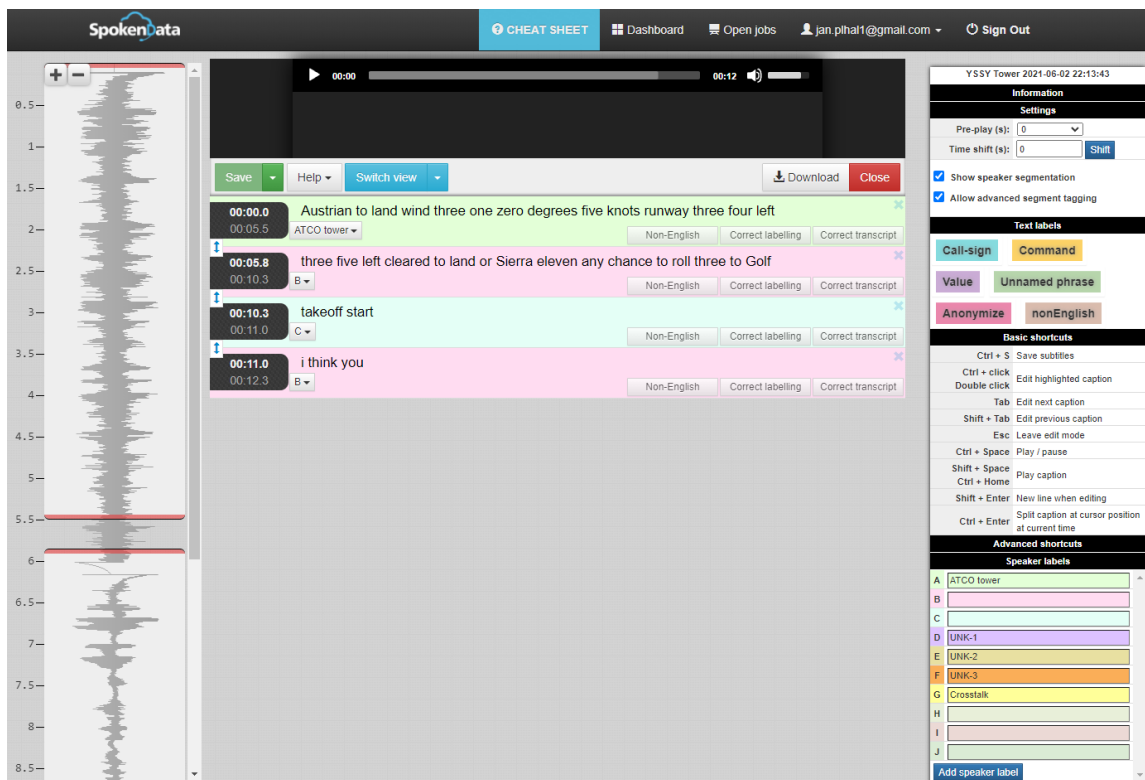 SpokenData
CHEAT SHEET
Dashboard
Open jobs
jan.plhal1@gmail.com
Sign Out
+ −
0.5
1
1.5
2
2.5
3
3.5
4
4.5
5
5.5
6
6.5
7
7.5
8
8.5
00:00
00:12
Save
Help
Switch view
Download
Close
00:00.0 Austrian to land wind three one zero degrees five knots runway three four left
00:05.5 ATCO tower
Non-English Correct labelling Correct transcript
00:05.8 three five left cleared to land or Sierra eleven any chance to roll three to Golf
00:10.3 B
Non-English Correct labelling Correct transcript
00:10.3 takeoff start
00:11.0 C
Non-English Correct labelling Correct transcript
00:11.0 i think you
00:12.3 B
Non-English Correct labelling Correct transcript
YSSY Tower 2021-06-02 22:13:43
Information
Settings
Pre-play (s): 0
Time shift (s): 0 Shift
Show speaker segmentation
Allow advanced segment tagging
Text labels
Call-sign Command
Value Unnamed phrase
Anonymize nonEnglish
Basic shortcuts
Ctrl + S Save subtitles
Ctrl + click
Double click Edit highlighted caption
Tab Edit next caption
Shift + Tab Edit previous caption
Esc Leave edit mode
Ctrl + Space Play / pause
Shift + Space
Ctrl + Home Play caption
Shift + Enter New line when editing
Ctrl + Enter Split caption at cursor position
at current time
Advanced shortcuts
Speaker labels
A ATCO tower
B
C
D UNK-1
E UNK-2
F UNK-3
G Crosstalk
H
I
J
Add speaker label